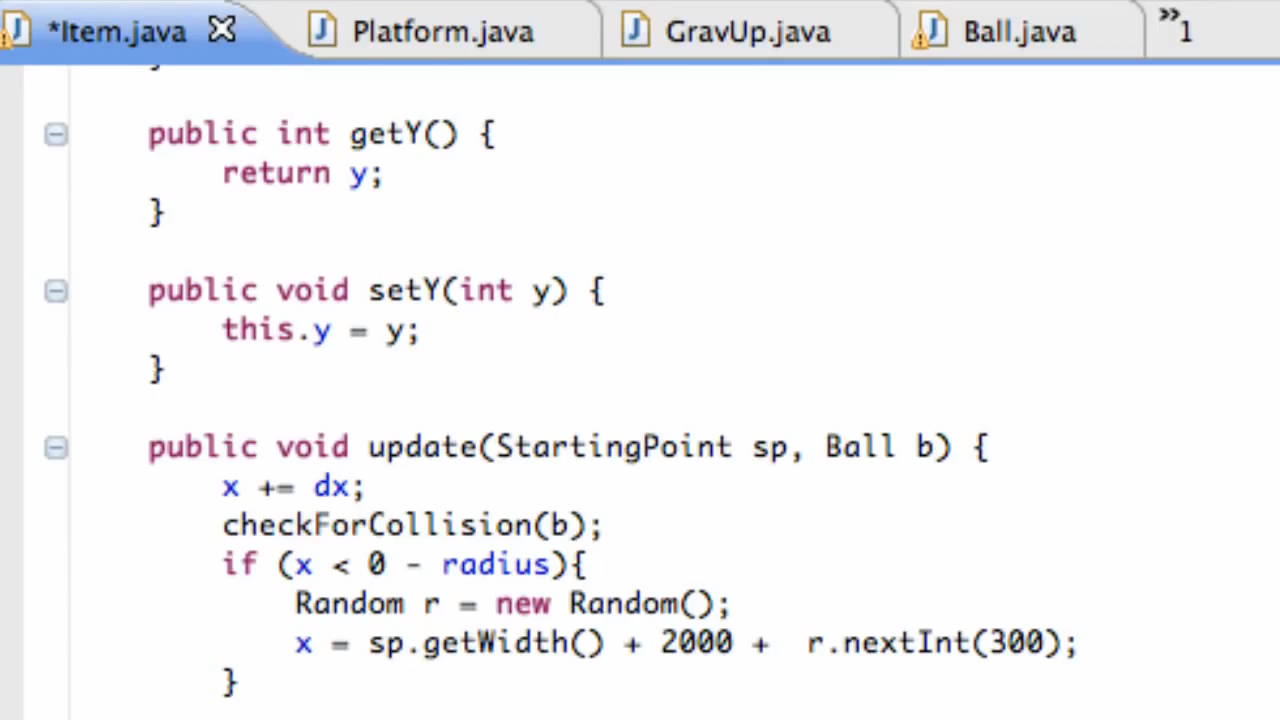 *Item.java Platform.java GravUp.java Ball.java »1
}
public int getY() {
return y;
}
public void setY(int y) {
this.y = y;
}
public void update(StartingPoint sp, Ball b) {
x += dx;
checkForCollision(b);
if (x < 0 - radius){
Random r = new Random();
x = sp.getWidth() + 2000 +  r.nextInt(300);
}